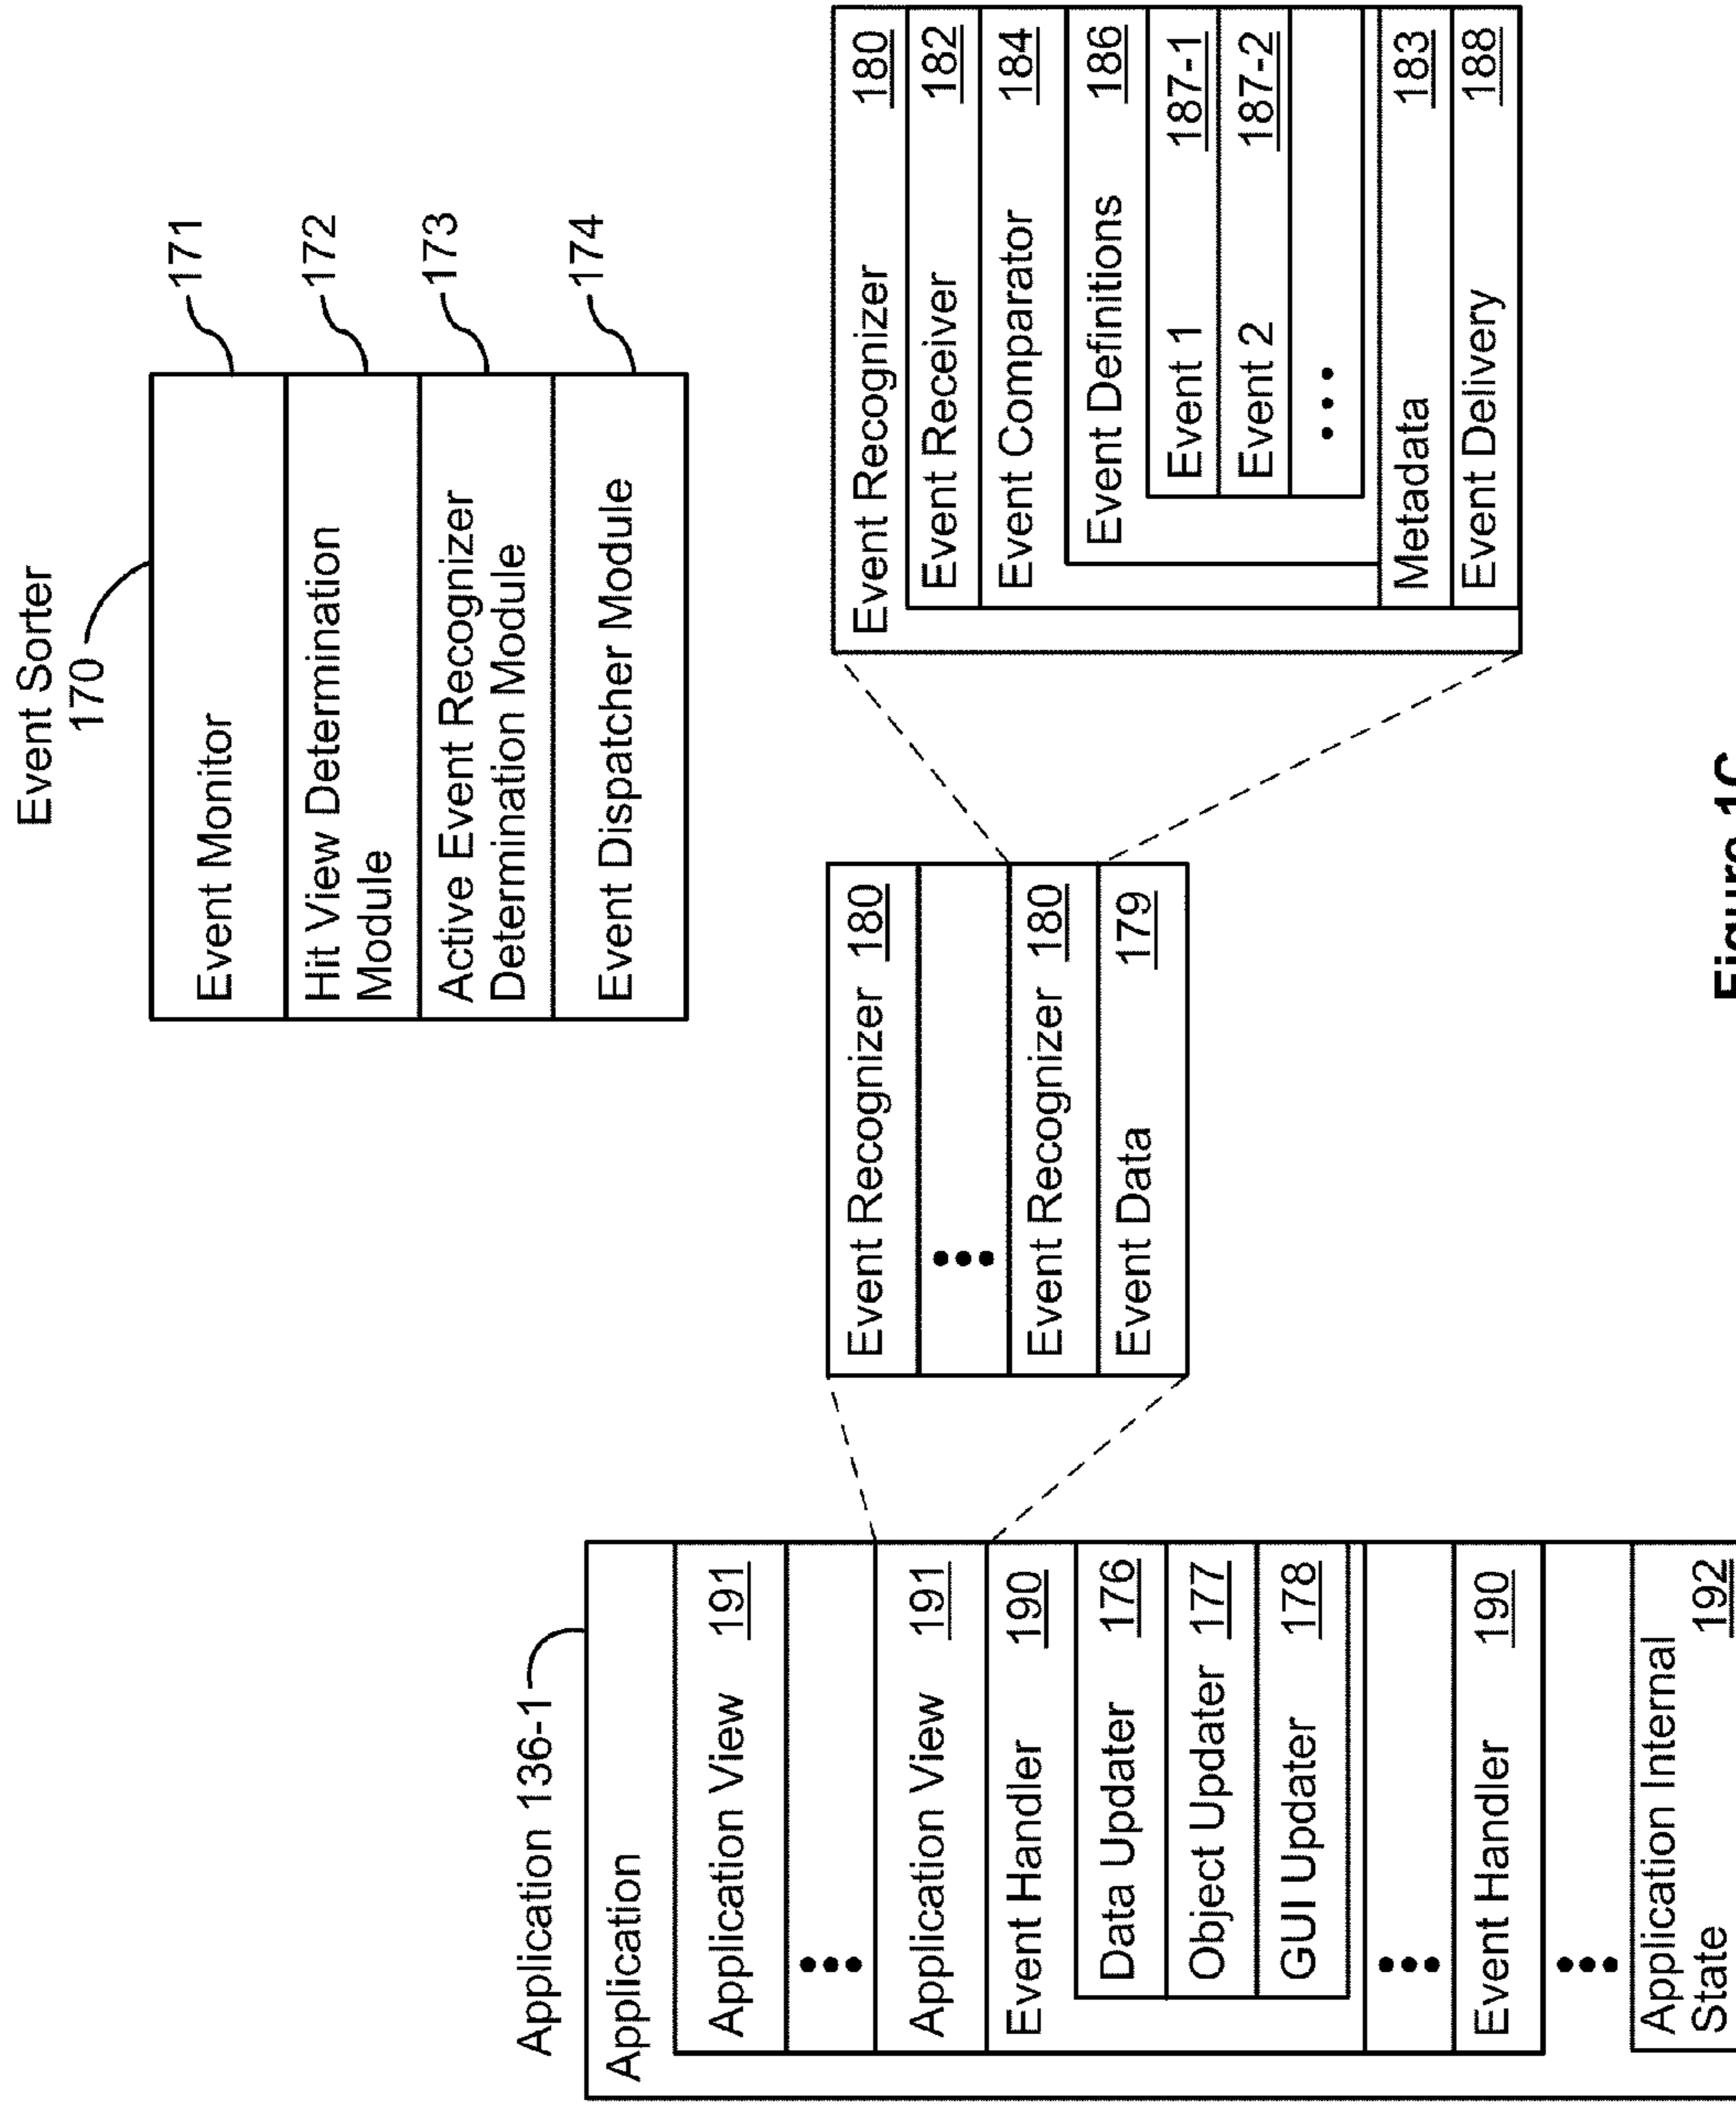 Event Sorter
170
Event Monitor
171
Hit View Determination
Module
172
Active Event Recognizer
Determination Module
173
Event Dispatcher Module
174
Application 136-1
Application
Application View 191
•••
Application View 191
Event Handler 190
Data Updater 176
Object Updater 177
GUI Updater 178
•••
Event Handler 190
•••
Application Internal
State 192
Event Recognizer 180
•••
Event Recognizer 180
Event Data 179
Event Recognizer 180
Event Receiver 182
Event Comparator 184
Event Definitions 186
Event 1 187-1
Event 2 187-2
•••
Metadata 183
Event Delivery 188
Figure 1C